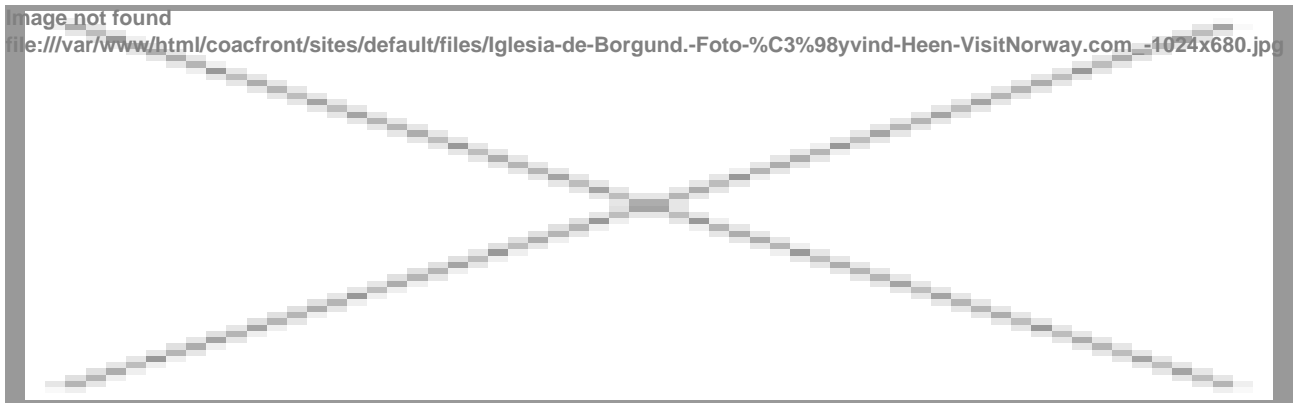 Image not found
file:///var/www/html/coacfront/sites/default/files/Iglesia-de-Borgund.-Foto-%C3%98yvind-Heen-VisitNorway.com_-1024x680.jpg